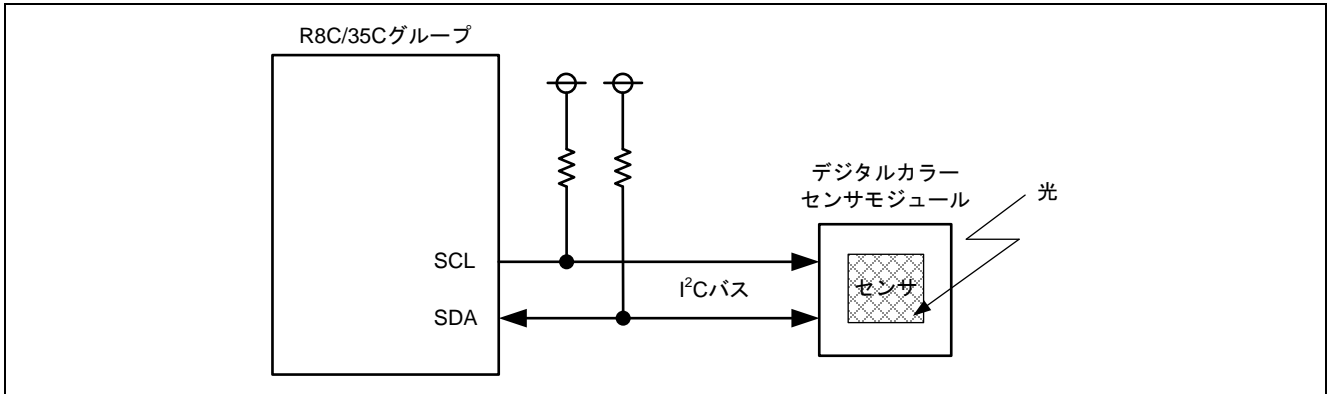 R8C/35Cグループ
デジタルカラー
センサモジュール
光
SCL
I²Cバス
センサ
SDA